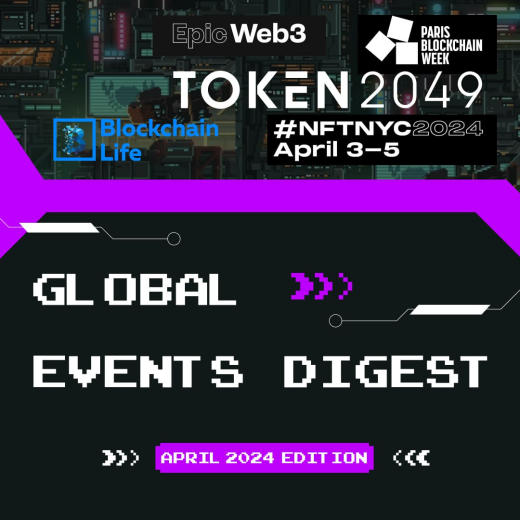 Epic Web3
PARIS
BLOCKCHAIN
WEEK
TOKEN2049
Blockchain
Life
#NFTNYC2024
April 3–5
GLOBAL
EVENTS DIGEST
APRIL 2024 EDITION